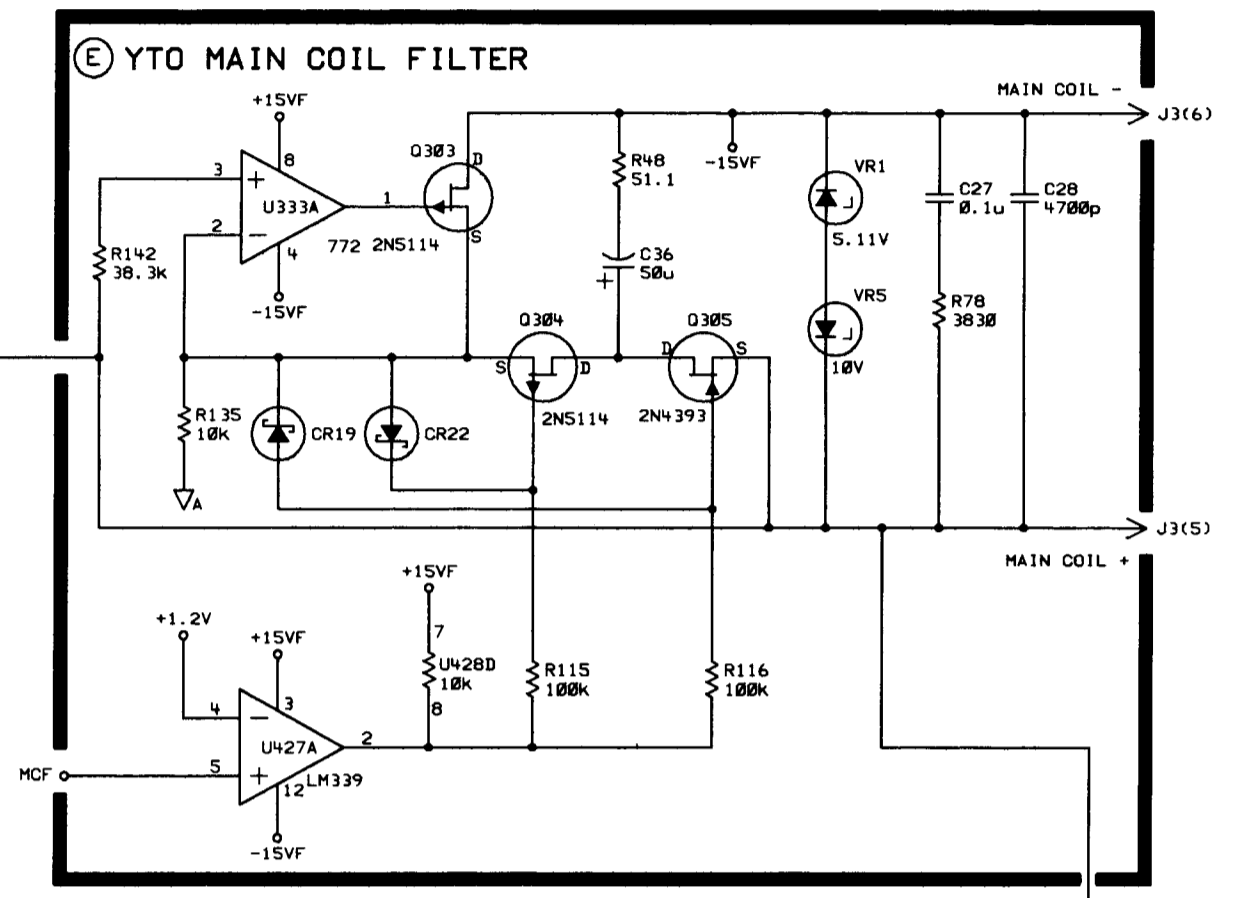 E YTO MAIN COIL FILTER
MAIN COIL -
J3(6)
+15VF
8
3
+
U333A
1
2
-
4
772
-15VF
Q303
D
S
2N5114
R48
51.1
-15VF
C36
50u
+
VR1
5.11V
VR5
10V
C27
0.1u
C28
4700p
R78
3830
R142
38.3k
R135
10k
A
CR19
CR22
Q304
S
D
2N5114
Q305
D
S
2N4393
J3(5)
MAIN COIL +
+15VF
7
U428D
10k
8
R115
100k
R116
100k
+1.2V
+15VF
3
4
-
U427A
2
5
+
12
LM339
MCF
-15VF